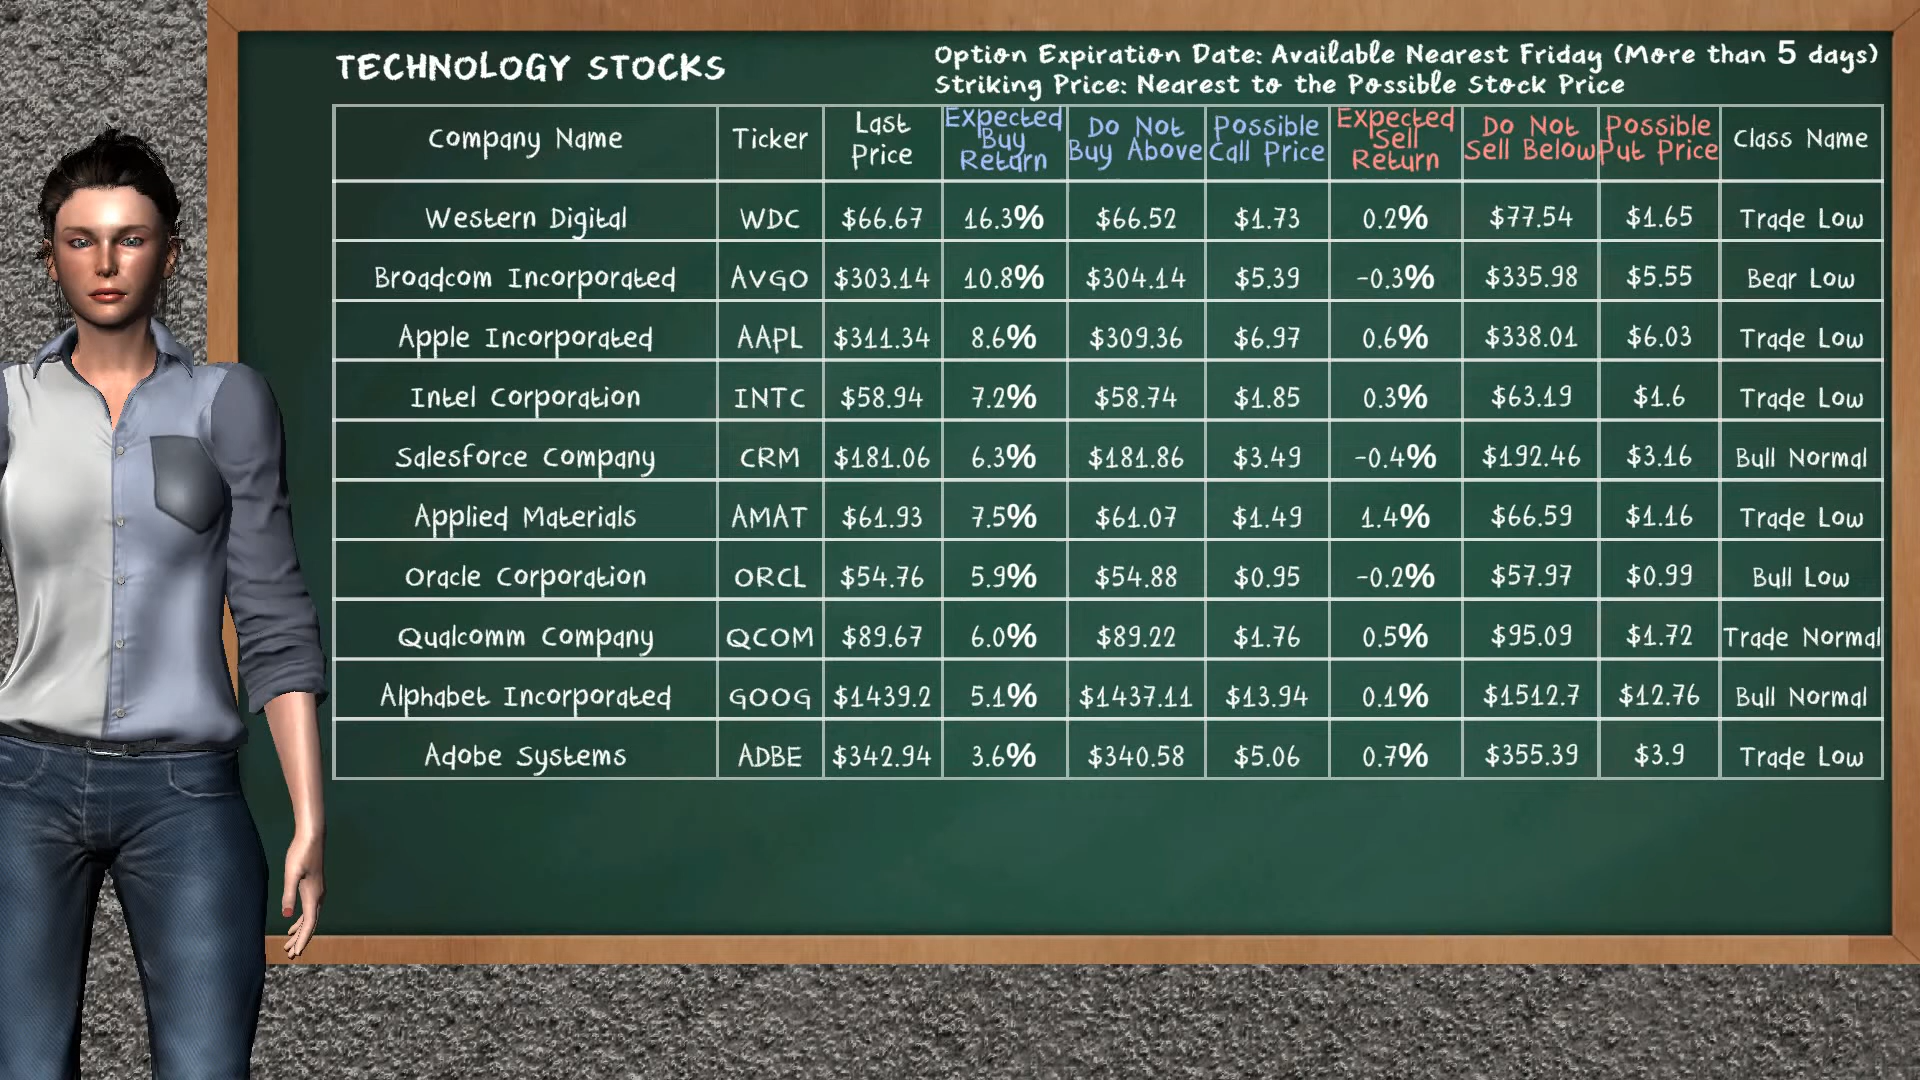 TECHNOLOGY STOCKS
Option Expiration Date: Available Nearest Friday (More than 5 days)
Striking Price: Nearest to the Possible Stock Price
Company Name Ticker Last Price Expected Buy Return Do Not Buy Above Possible Call Price Expected Sell Return Do Not Sell Below Possible Put Price Class Name
Western Digital WDC $66.67 16.3% $66.52 $1.73 0.2% $77.54 $1.65 Trade Low
Broadcom Incorporated AVGO $303.14 10.8% $304.14 $5.39 -0.3% $335.98 $5.55 Bear Low
Apple Incorporated AAPL $311.34 8.6% $309.36 $6.97 0.6% $338.01 $6.03 Trade Low
Intel Corporation INTC $58.94 7.2% $58.74 $1.85 0.3% $63.19 $1.6 Trade Low
Salesforce Company CRM $181.06 6.3% $181.86 $3.49 -0.4% $192.46 $3.16 Bull Normal
Applied Materials AMAT $61.93 7.5% $61.07 $1.49 1.4% $66.59 $1.16 Trade Low
Oracle Corporation ORCL $54.76 5.9% $54.88 $0.95 -0.2% $57.97 $0.99 Bull Low
Qualcomm Company QCOM $89.67 6.0% $89.22 $1.76 0.5% $95.09 $1.72 Trade Normal
Alphabet Incorporated GOOG $1439.2 5.1% $1437.11 $13.94 0.1% $1512.7 $12.76 Bull Normal
Adobe Systems ADBE $342.94 3.6% $340.58 $5.06 0.7% $355.39 $3.9 Trade Low